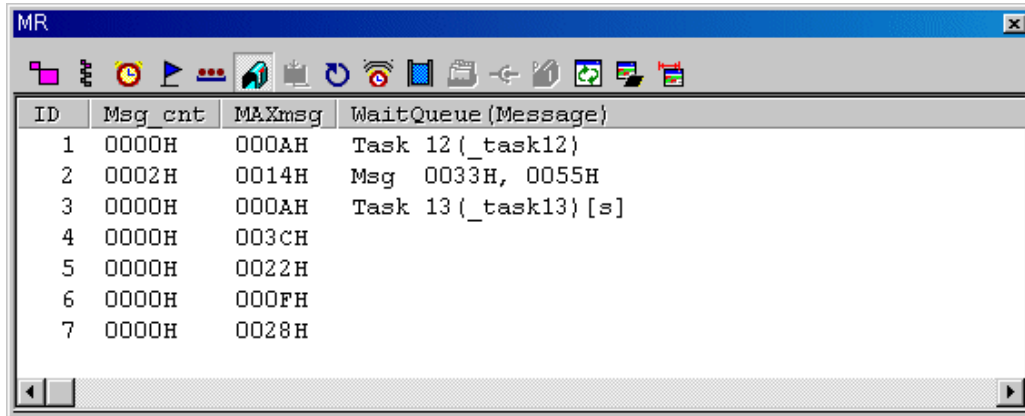 MR
ID Msg_cnt MAXmsg WaitQueue(Message)
1 0000H 000AH Task 12(_task12)
2 0002H 0014H Msg 0033H, 0055H
3 0000H 000AH Task 13(_task13)[s]
4 0000H 003CH
5 0000H 0022H
6 0000H 000FH
7 0000H 0028H